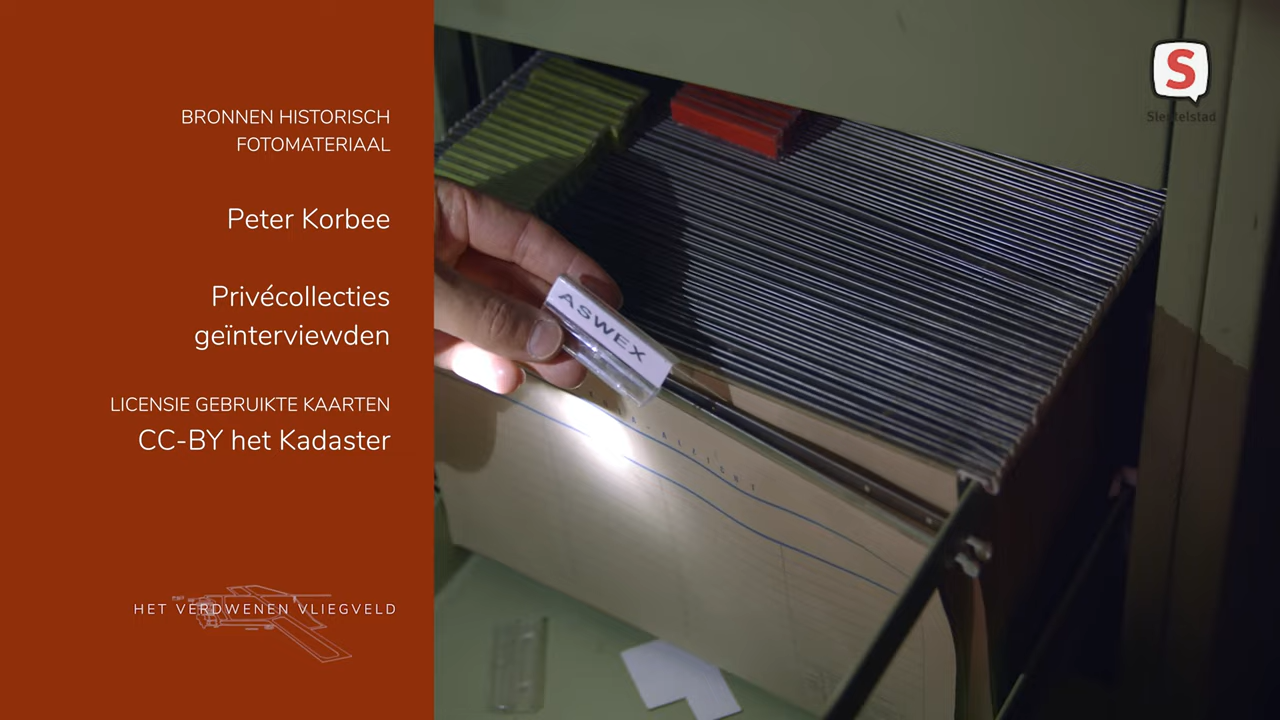 BRONNEN HISTORISCH
FOTOMATERIAAL
Peter Korbee
Privécollecties
geïnterviewden
LICENSIE GEBRUIKTE KAARTEN
CC-BY het Kadaster
HET VERDWENEN VLIEGVELD
S
Sleutelstad
ASWEX